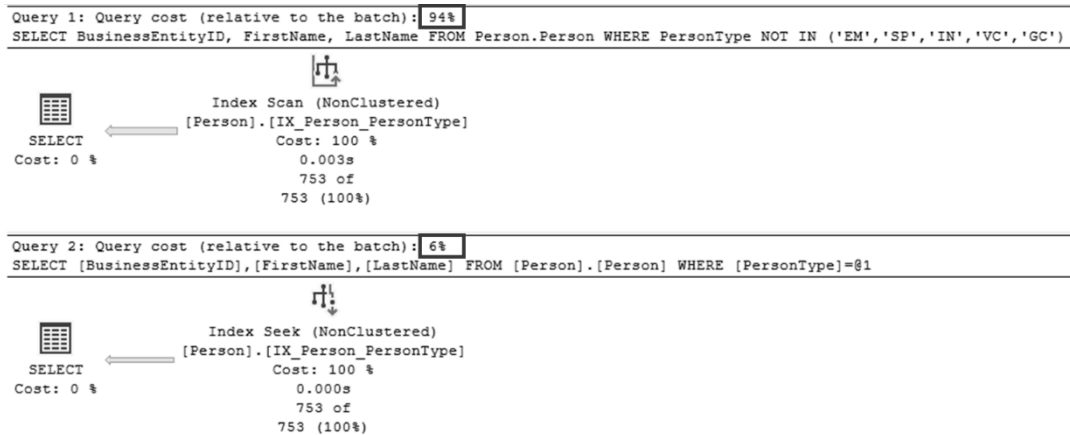 Query 1: Query cost (relative to the batch): 94%
SELECT BusinessEntityID, FirstName, LastName FROM Person.Person WHERE PersonType NOT IN ('EM','SP','IN','VC','GC')
Index Scan (NonClustered)
[Person].[IX_Person_PersonType]
SELECT
Cost: 100 %
Cost: 0 %
0.003s
753 of
753 (100%)
Query 2: Query cost (relative to the batch): 6%
SELECT [BusinessEntityID],[FirstName],[LastName] FROM [Person].[Person] WHERE [PersonType]=@1
Index Seek (NonClustered)
[Person].[IX_Person_PersonType]
SELECT
Cost: 100 %
Cost: 0 %
0.000s
753 of
753 (100%)